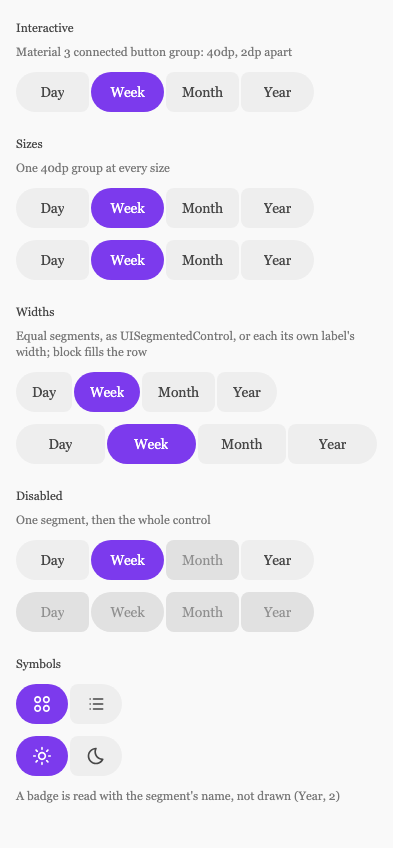 Interactive
Material 3 connected button group: 40dp, 2dp apart
Day Week Month Year
Sizes
One 40dp group at every size
Day Week Month Year
Day Week Month Year
Widths
Equal segments, as UISegmentedControl, or each its own label's
width; block fills the row
Day Week Month Year
Day Week Month Year
Disabled
One segment, then the whole control
Day Week Month Year
Day Week Month Year
Symbols
A badge is read with the segment's name, not drawn (Year, 2)